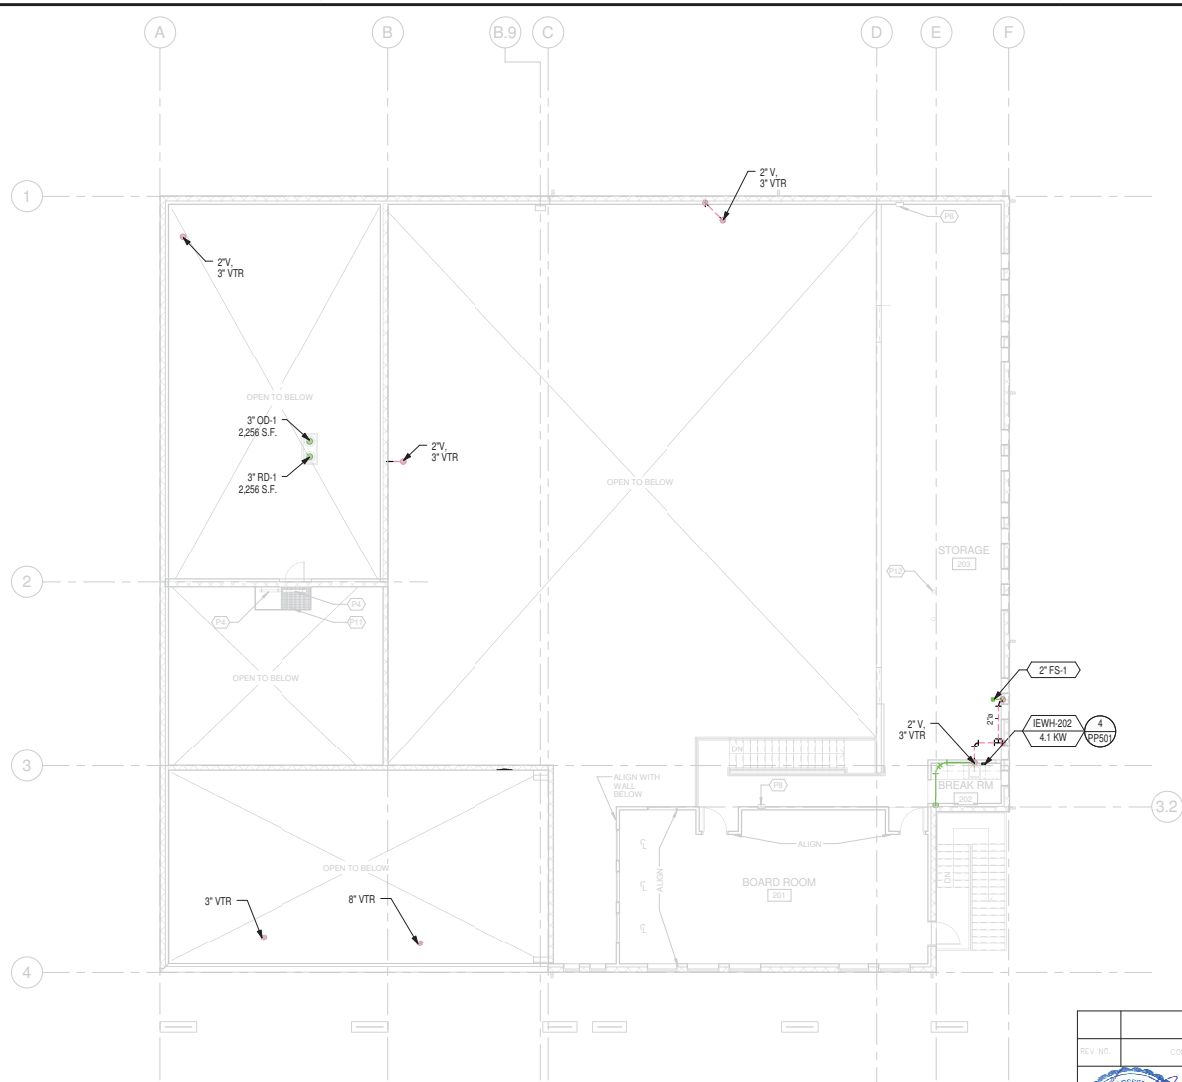 A
B
B.9
C
D
E
F
1
2" V,
3" VTR
P8
2"V,
3" VTR
OPEN TO BELOW
3" OD-1
2,256 S.F.
2"V,
3" VTR
3" RD-1
2,256 S.F.
OPEN TO BELOW
STORAGE
203
2
P12
P4
P4
P11
OPEN TO BELOW
2" FS-1
2" V,
3" VTR
2"
IEWH-202
4.1 KW
4
PP501
DN
3
ALIGN WITH
WALL
BELOW
P8
BREAK RM
202
3.2
ALIGN
OPEN TO BELOW
ALIGN
BOARD ROOM
201
DN
3" VTR
8" VTR
4
REV NO.